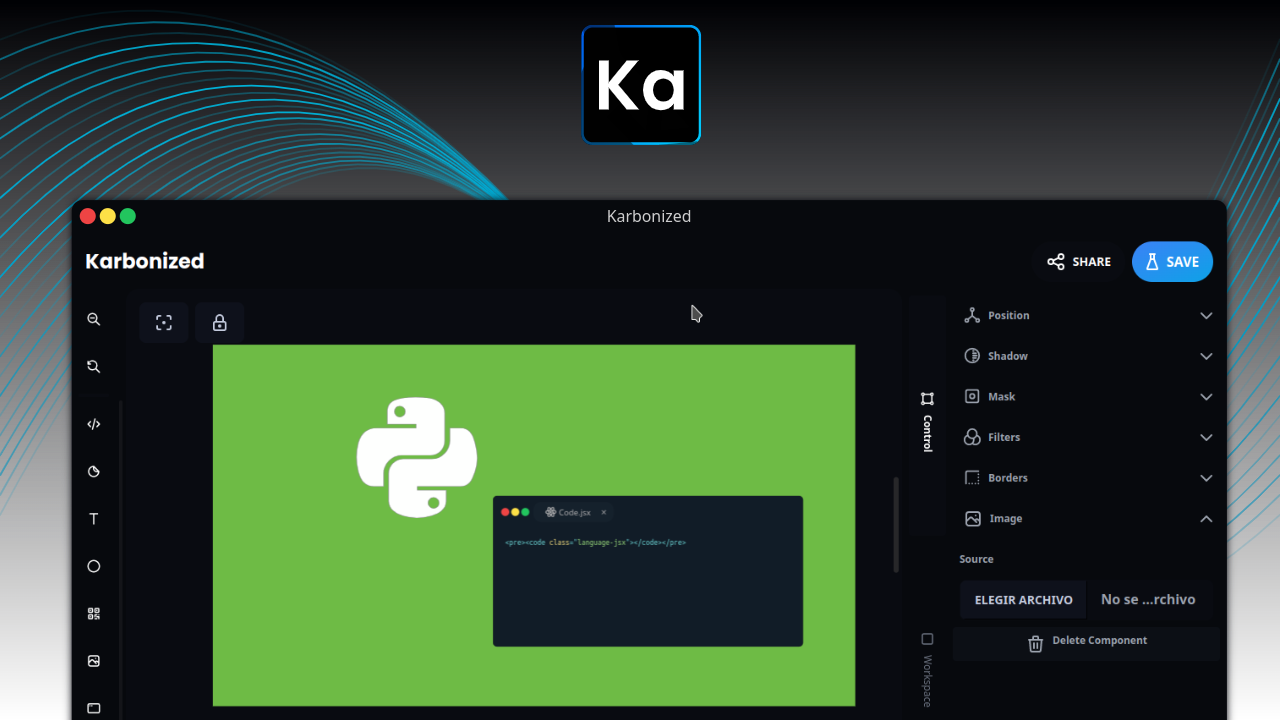 Ka
Karbonized
Karbonized
SHARE
SAVE
Position
Shadow
Mask
Filters
Borders
Image
Source
ELEGIR ARCHIVO No se ...rchivo
Delete Component
Control
Workspace
T
Code.jsx ×
<pre><code class="language-jsx"></code></pre>